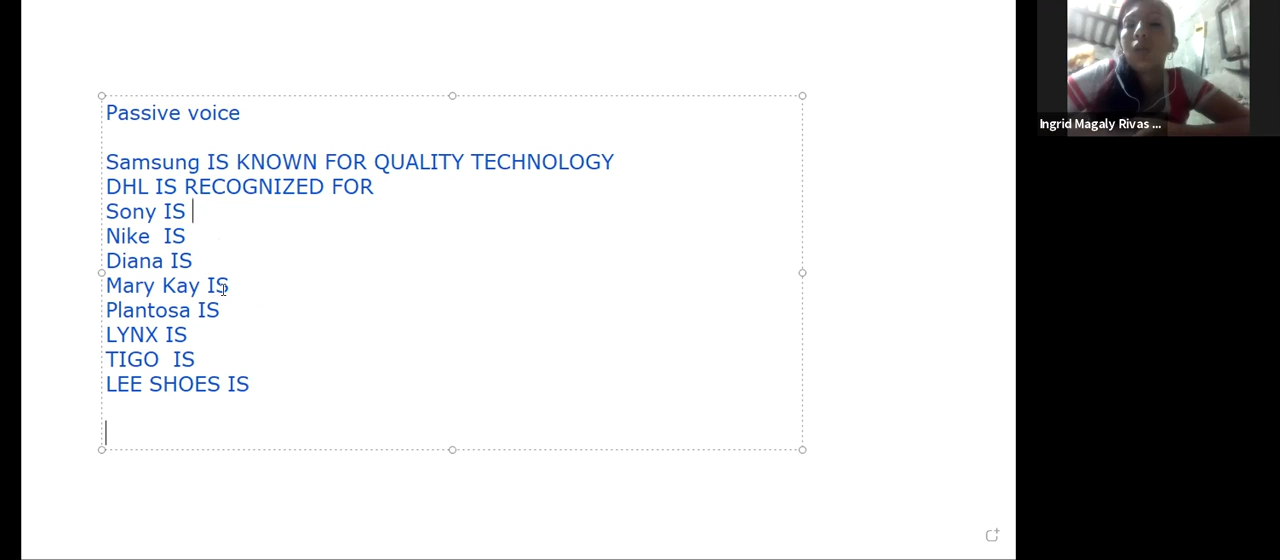 Passive voice
Samsung IS KNOWN FOR QUALITY TECHNOLOGY
DHL IS RECOGNIZED FOR
Sony IS
Nike  IS
Diana IS
Mary Kay IS
Plantosa IS
LYNX IS
TIGO  IS
LEE SHOES IS
Ingrid Magaly Rivas ...